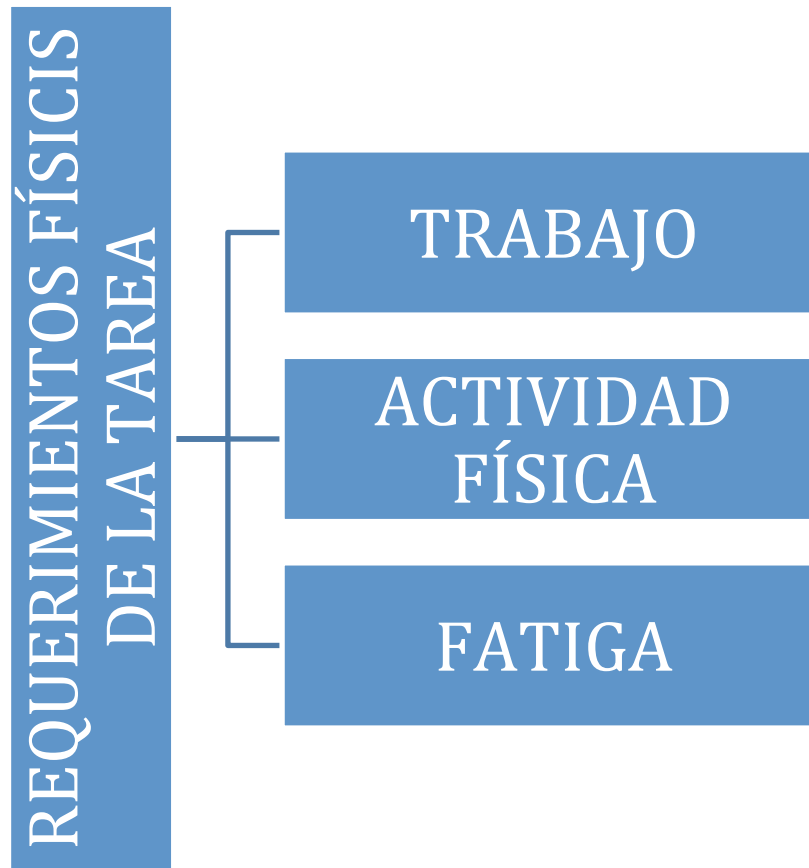 REQUERIMIENTOS FÍSICIS
DE LA TAREA
TRABAJO
ACTIVIDAD
FÍSICA
FATIGA